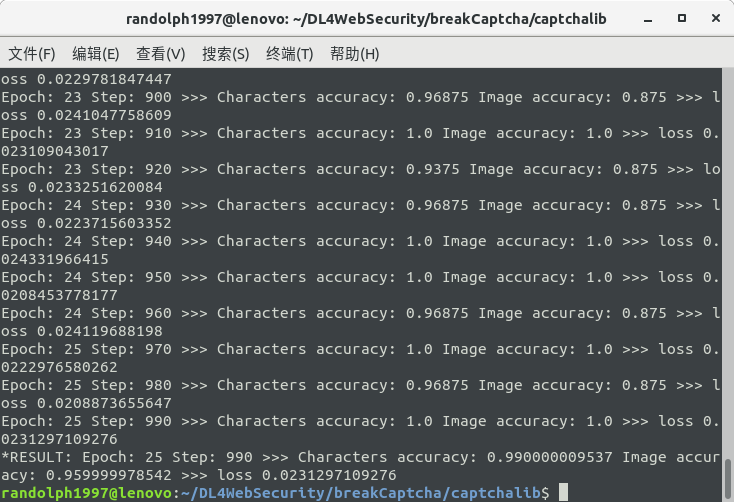 randolph1997@lenovo: ~/DL4WebSecurity/breakCaptcha/captchalib
文件(F) 编辑(E) 查看(V) 搜索(S) 终端(T) 帮助(H)
oss 0.0229781847447
Epoch: 23 Step: 900 >>> Characters accuracy: 0.96875 Image accuracy: 0.875 >>> l
oss 0.0241047758609
Epoch: 23 Step: 910 >>> Characters accuracy: 1.0 Image accuracy: 1.0 >>> loss 0.
023109043017
Epoch: 23 Step: 920 >>> Characters accuracy: 0.9375 Image accuracy: 0.875 >>> lo
ss 0.0233251620084
Epoch: 24 Step: 930 >>> Characters accuracy: 0.96875 Image accuracy: 0.875 >>> l
oss 0.0223715603352
Epoch: 24 Step: 940 >>> Characters accuracy: 1.0 Image accuracy: 1.0 >>> loss 0.
024331966415
Epoch: 24 Step: 950 >>> Characters accuracy: 1.0 Image accuracy: 1.0 >>> loss 0.
0208453778177
Epoch: 24 Step: 960 >>> Characters accuracy: 0.96875 Image accuracy: 0.875 >>> l
oss 0.024119688198
Epoch: 25 Step: 970 >>> Characters accuracy: 1.0 Image accuracy: 1.0 >>> loss 0.
0222976580262
Epoch: 25 Step: 980 >>> Characters accuracy: 0.96875 Image accuracy: 0.875 >>> l
oss 0.0208873655647
Epoch: 25 Step: 990 >>> Characters accuracy: 1.0 Image accuracy: 1.0 >>> loss 0.
0231297109276
*RESULT: Epoch: 25 Step: 990 >>> Characters accuracy: 0.990000009537 Image accur
acy: 0.959999978542 >>> loss 0.0231297109276
randolph1997@lenovo:~/DL4WebSecurity/breakCaptcha/captchalib$